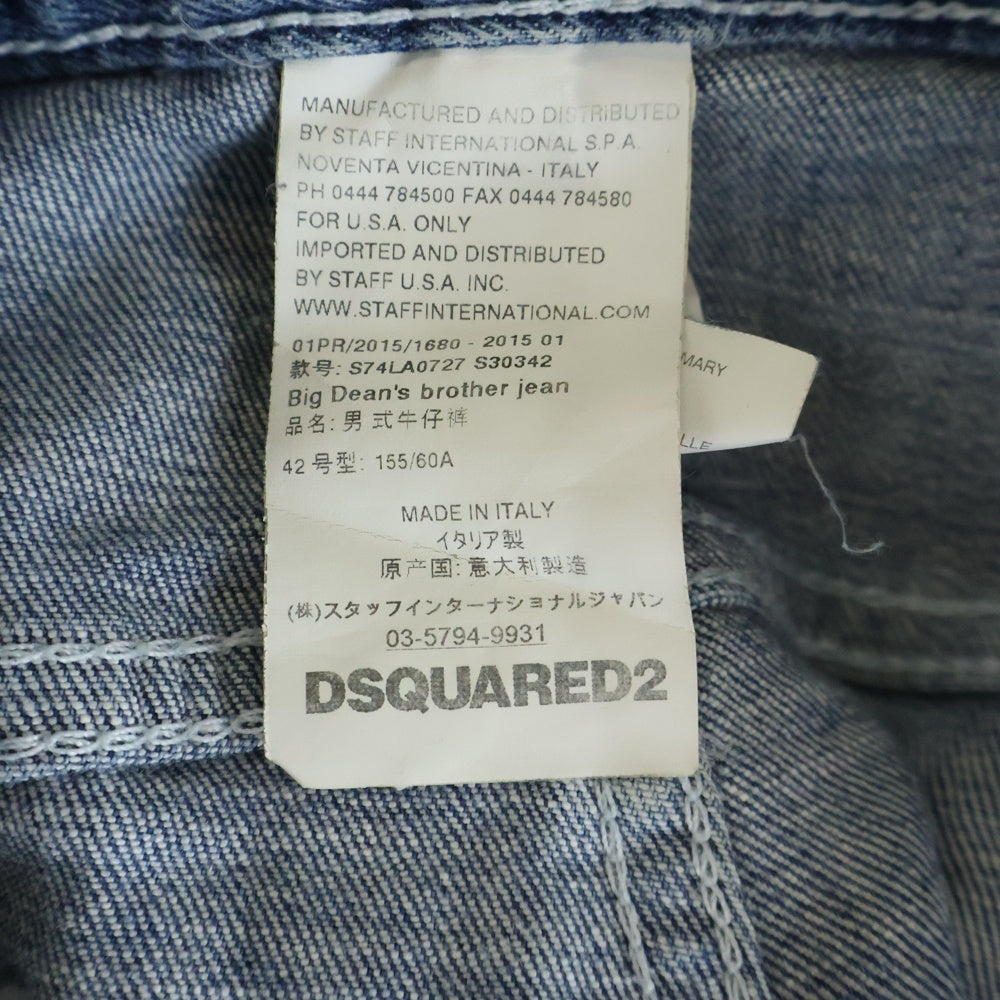 MANUFACTURED AND DISTRIBUTED
BY STAFF INTERNATIONAL S.P.A.
NOVENTA VICENTINA - ITALY
PH 0444 784500 FAX 0444 784580
FOR U.S.A. ONLY
IMPORTED AND DISTRIBUTED
BY STAFF U.S.A. INC.
WWW.STAFFINTERNATIONAL.COM
01PR/2015/1680 - 2015 01
款号: S74LA0727 S30342
Big Dean's brother jean
品名: 男式牛仔裤
42 号型: 155/60A
MADE IN ITALY
イタリア製
原产国: 意大利製造
(株)スタッフインターナショナルジャパン
03-5794-9931
DSQUARED2